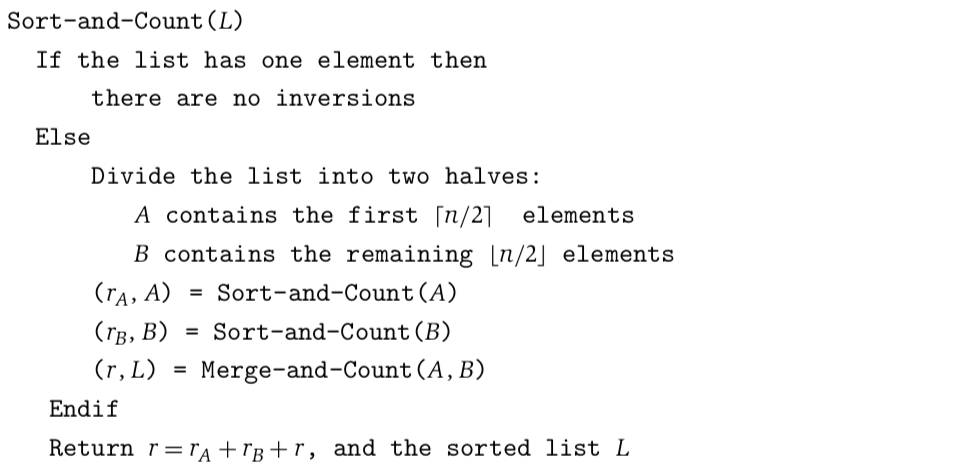 Sort-and-Count(L)
If the list has one element then
there are no inversions
Else
Divide the list into two halves:
A contains the first ⌈n/2⌉ elements
B contains the remaining ⌊n/2⌋ elements
(r_A, A) = Sort-and-Count(A)
(r_B, B) = Sort-and-Count(B)
(r, L) = Merge-and-Count(A, B)
Endif
Return r = r_A + r_B + r, and the sorted list L